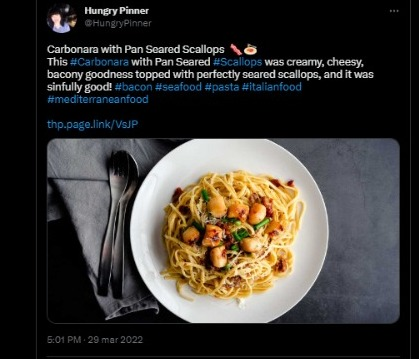 Hungry Pinner
@HungryPinner
Carbonara with Pan Seared Scallops 🥓🍝
This #Carbonara with Pan Seared #Scallops was creamy, cheesy,
bacony goodness topped with perfectly seared scallops, and it was
sinfully good! #bacon #seafood #pasta #italianfood
#mediterraneanfood
thp.page.link/VsJP
5:01 PM · 29 mar 2022